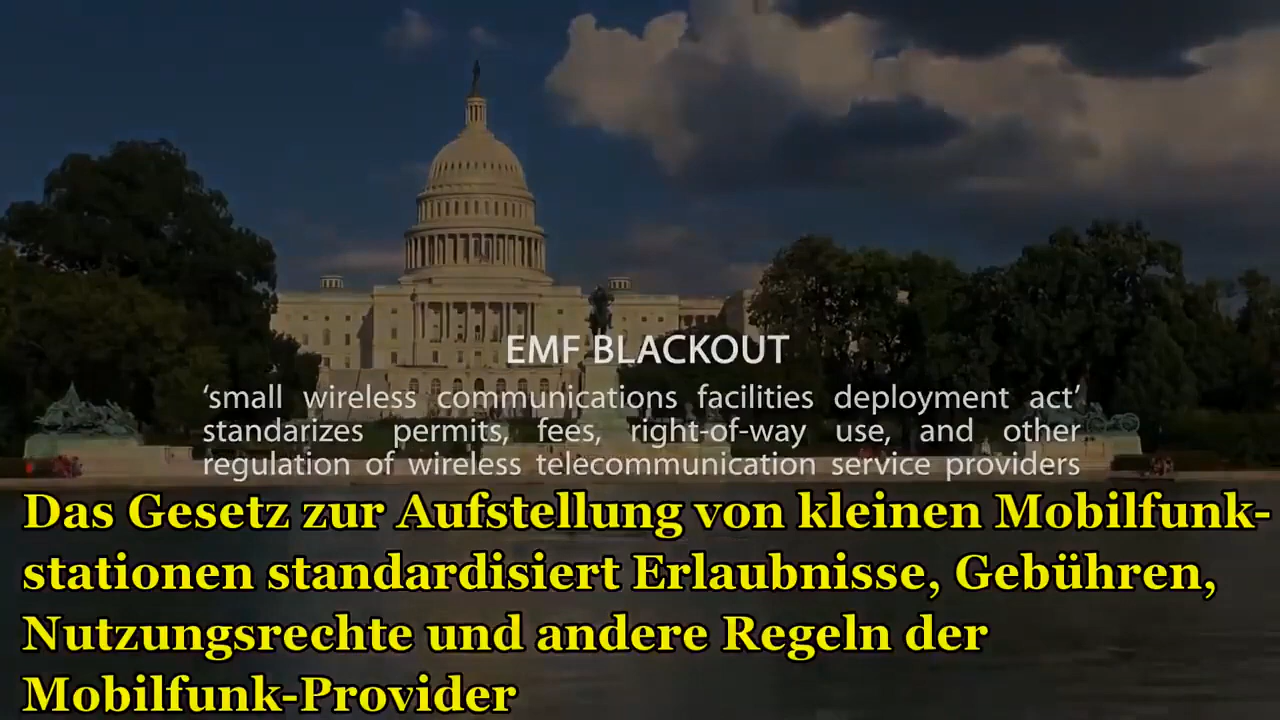 EMF BLACKOUT
‘small wireless communications facilities deployment act’
standarizes permits, fees, right-of-way use, and other
regulation of wireless telecommunication service providers
Das Gesetz zur Aufstellung von kleinen Mobilfunk-
stationen standardisiert Erlaubnisse, Gebühren,
Nutzungsrechte und andere Regeln der
Mobilfunk-Provider